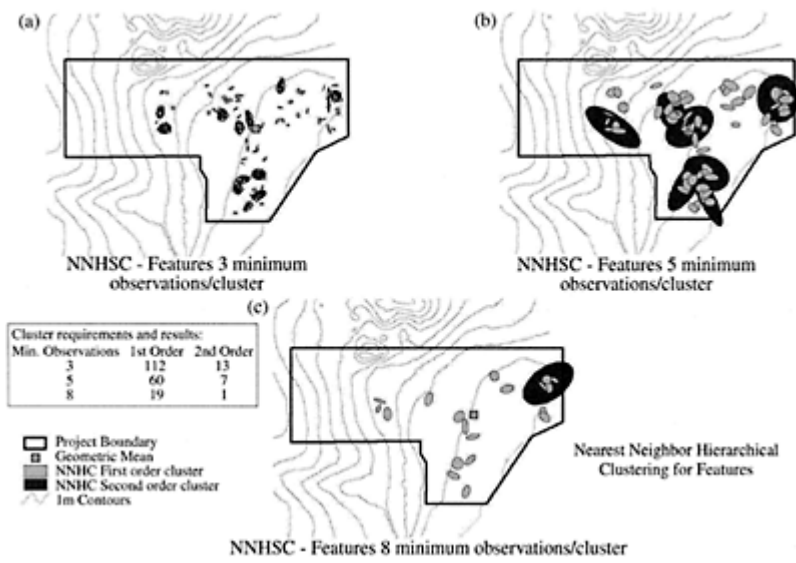 (a)
(b)
NNHSC - Features 3 minimum
observations/cluster
NNHSC - Features 5 minimum
observations/cluster
(c)
Cluster requirements and results:
Min. Observations 1st Order 2nd Order
3 112 13
5 60 7
8 19 1
Project Boundary
Geometric Mean
NNHC First order cluster
NNHC Second order cluster
1m Contours
Nearest Neighbor Hierarchical
Clustering for Features
NNHSC - Features 8 minimum observations/cluster